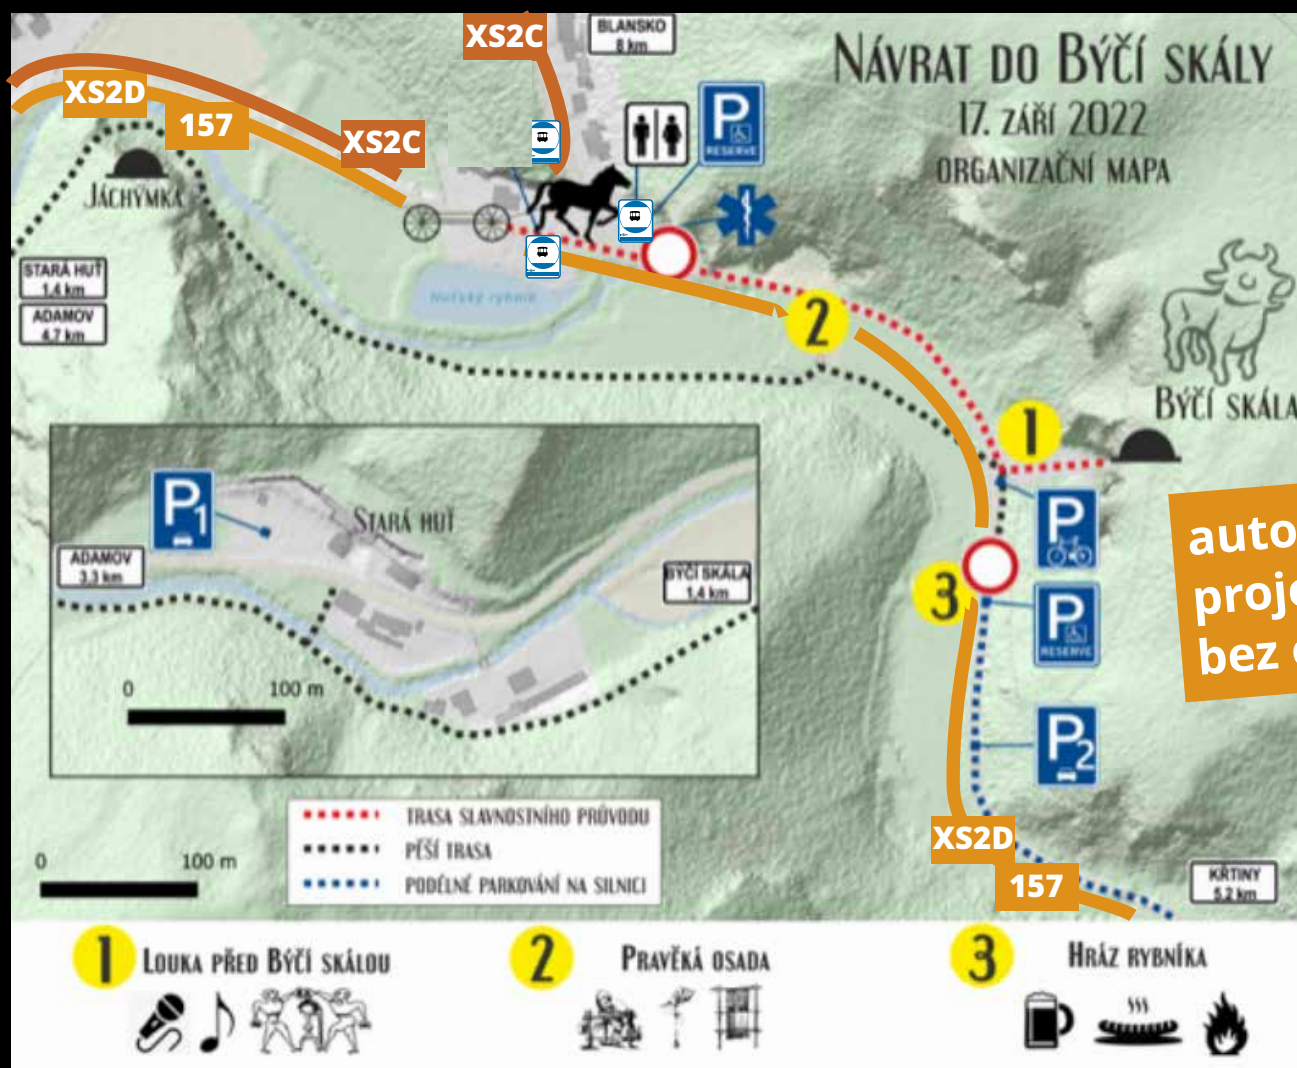 XS2C
BLANSKO
8 km
NÁVRAT DO BÝČÍ SKÁLY
17. ZÁŘÍ 2022
ORGANIZAČNÍ MAPA
XS2D
157
XS2C
P
RESERVE
JÁCHYMKA
STARÁ HUŤ
1,4 km
ADAMOV
4,7 km
Huťský rybník
2
BÝČÍ SKÁLA
1
P1
STARÁ HUŤ
ADAMOV
3,3 km
BÝČÍ SKÁLA
1,4 km
0 100 m
P
3
P
RESERVE
P2
auto
proj
bez
TRASA SLAVNOSTNÍHO PRŮVODU
PĚŠÍ TRASA
PODÉLNÉ PARKOVÁNÍ NA SILNICI
0 100 m
XS2D
157
KŘTINY
5,2 km
1 LOUKA PŘED BÝČÍ SKÁLOU
2 PRAVĚKÁ OSADA
3 HRÁZ RYBNÍKA